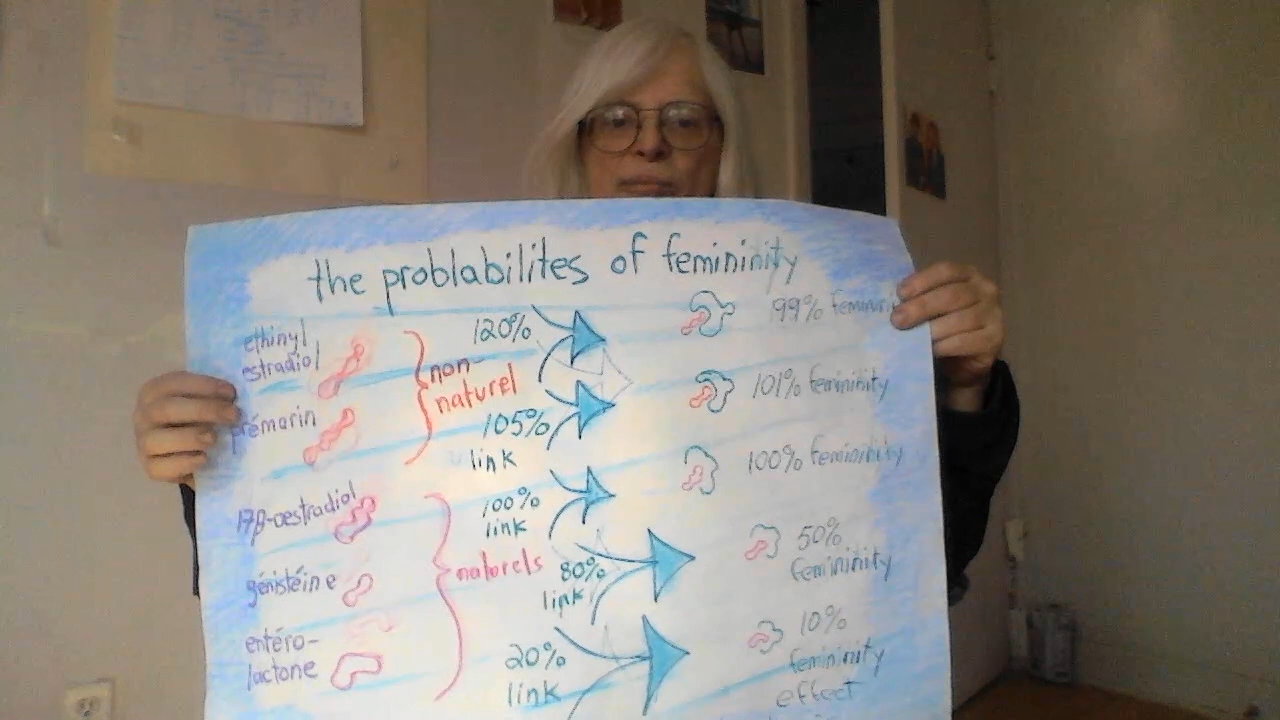 the problabilites of femininity
ethinyl
estradiol
non-
naturel
120%
99%
prémarin
105%
link
101% femininity
17β-oestradiol
100%
link
100% femininity
génistéine
naturels
80%
link
50%
femininity
entéro-
lactone
20%
link
10%
femininity
effect